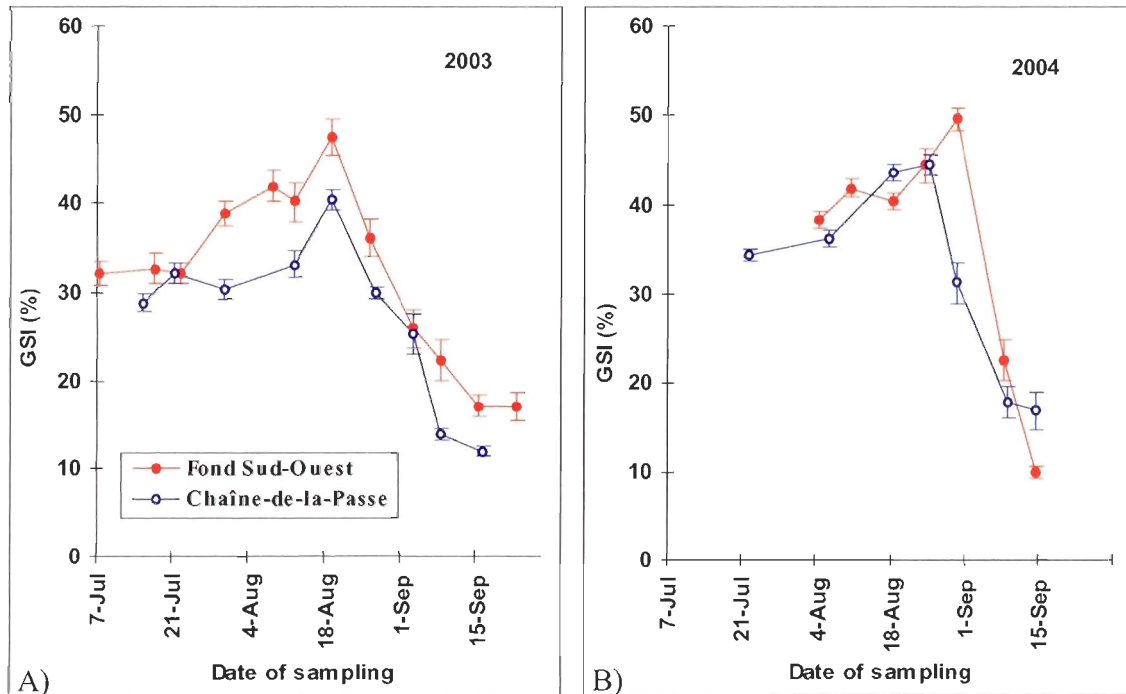 60
50
40
30
20
10
0
GSI (%)
2003
Fond Sud-Ouest
Chaîne-de-la-Passe
7-Jul
21-Jul
4-Aug
18-Aug
1-Sep
15-Sep
Date of sampling
A)
60
50
40
30
20
10
0
GSI (%)
2004
7-Jul
21-Jul
4-Aug
18-Aug
1-Sep
15-Sep
Date of sampling
B)